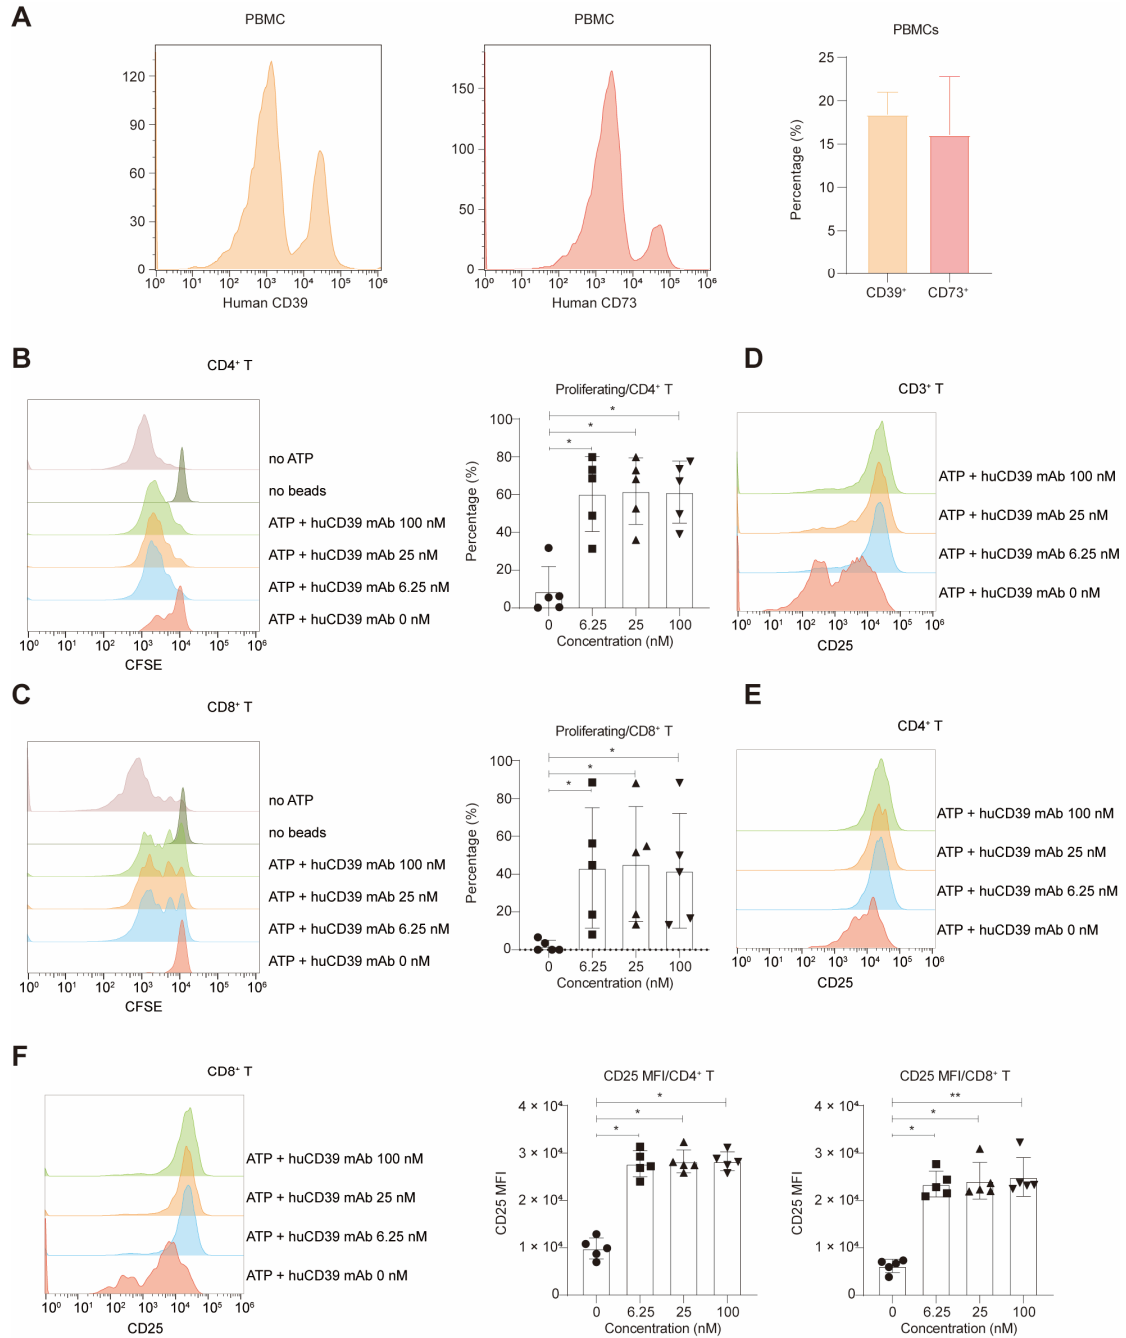 A
PBMC
120
90
60
30
0
10⁰ 10¹ 10² 10³ 10⁴ 10⁵ 10⁶
Human CD39
PBMC
150
100
50
0
10⁰ 10¹ 10² 10³ 10⁴ 10⁵ 10⁶
Human CD73
PBMCs
Percentage (%)
25
20
15
10
5
0
CD39⁺ CD73⁺
B
CD4⁺ T
no ATP
no beads
ATP + huCD39 mAb 100 nM
ATP + huCD39 mAb 25 nM
ATP + huCD39 mAb 6.25 nM
ATP + huCD39 mAb 0 nM
10⁰ 10¹ 10² 10³ 10⁴ 10⁵ 10⁶
CFSE
Proliferating/CD4⁺ T
Percentage (%)
100
80
60
40
20
0
*
*
*
0 6.25 25 100
Concentration (nM)
D
CD3⁺ T
ATP + huCD39 mAb 100 nM
ATP + huCD39 mAb 25 nM
ATP + huCD39 mAb 6.25 nM
ATP + huCD39 mAb 0 nM
10⁰ 10¹ 10² 10³ 10⁴ 10⁵ 10⁶
CD25
C
CD8⁺ T
no ATP
no beads
ATP + huCD39 mAb 100 nM
ATP + huCD39 mAb 25 nM
ATP + huCD39 mAb 6.25 nM
ATP + huCD39 mAb 0 nM
10⁰ 10¹ 10² 10³ 10⁴ 10⁵ 10⁶
CFSE
Proliferating/CD8⁺ T
Percentage (%)
100
80
60
40
20
0
*
*
*
0 6.25 25 100
Concentration (nM)
E
CD4⁺ T
ATP + huCD39 mAb 100 nM
ATP + huCD39 mAb 25 nM
ATP + huCD39 mAb 6.25 nM
ATP + huCD39 mAb 0 nM
10⁰ 10¹ 10² 10³ 10⁴ 10⁵ 10⁶
CD25
F
CD8⁺ T
ATP + huCD39 mAb 100 nM
ATP + huCD39 mAb 25 nM
ATP + huCD39 mAb 6.25 nM
ATP + huCD39 mAb 0 nM
10⁰ 10¹ 10² 10³ 10⁴ 10⁵ 10⁶
CD25
CD25 MFI/CD4⁺ T
CD25 MFI
4 × 10⁴
3 × 10⁴
2 × 10⁴
1 × 10⁴
0
*
*
*
0 6.25 25 100
Concentration (nM)
CD25 MFI/CD8⁺ T
CD25 MFI
4 × 10⁴
3 × 10⁴
2 × 10⁴
1 × 10⁴
0
**
*
*
0 6.25 25 100
Concentration (nM)